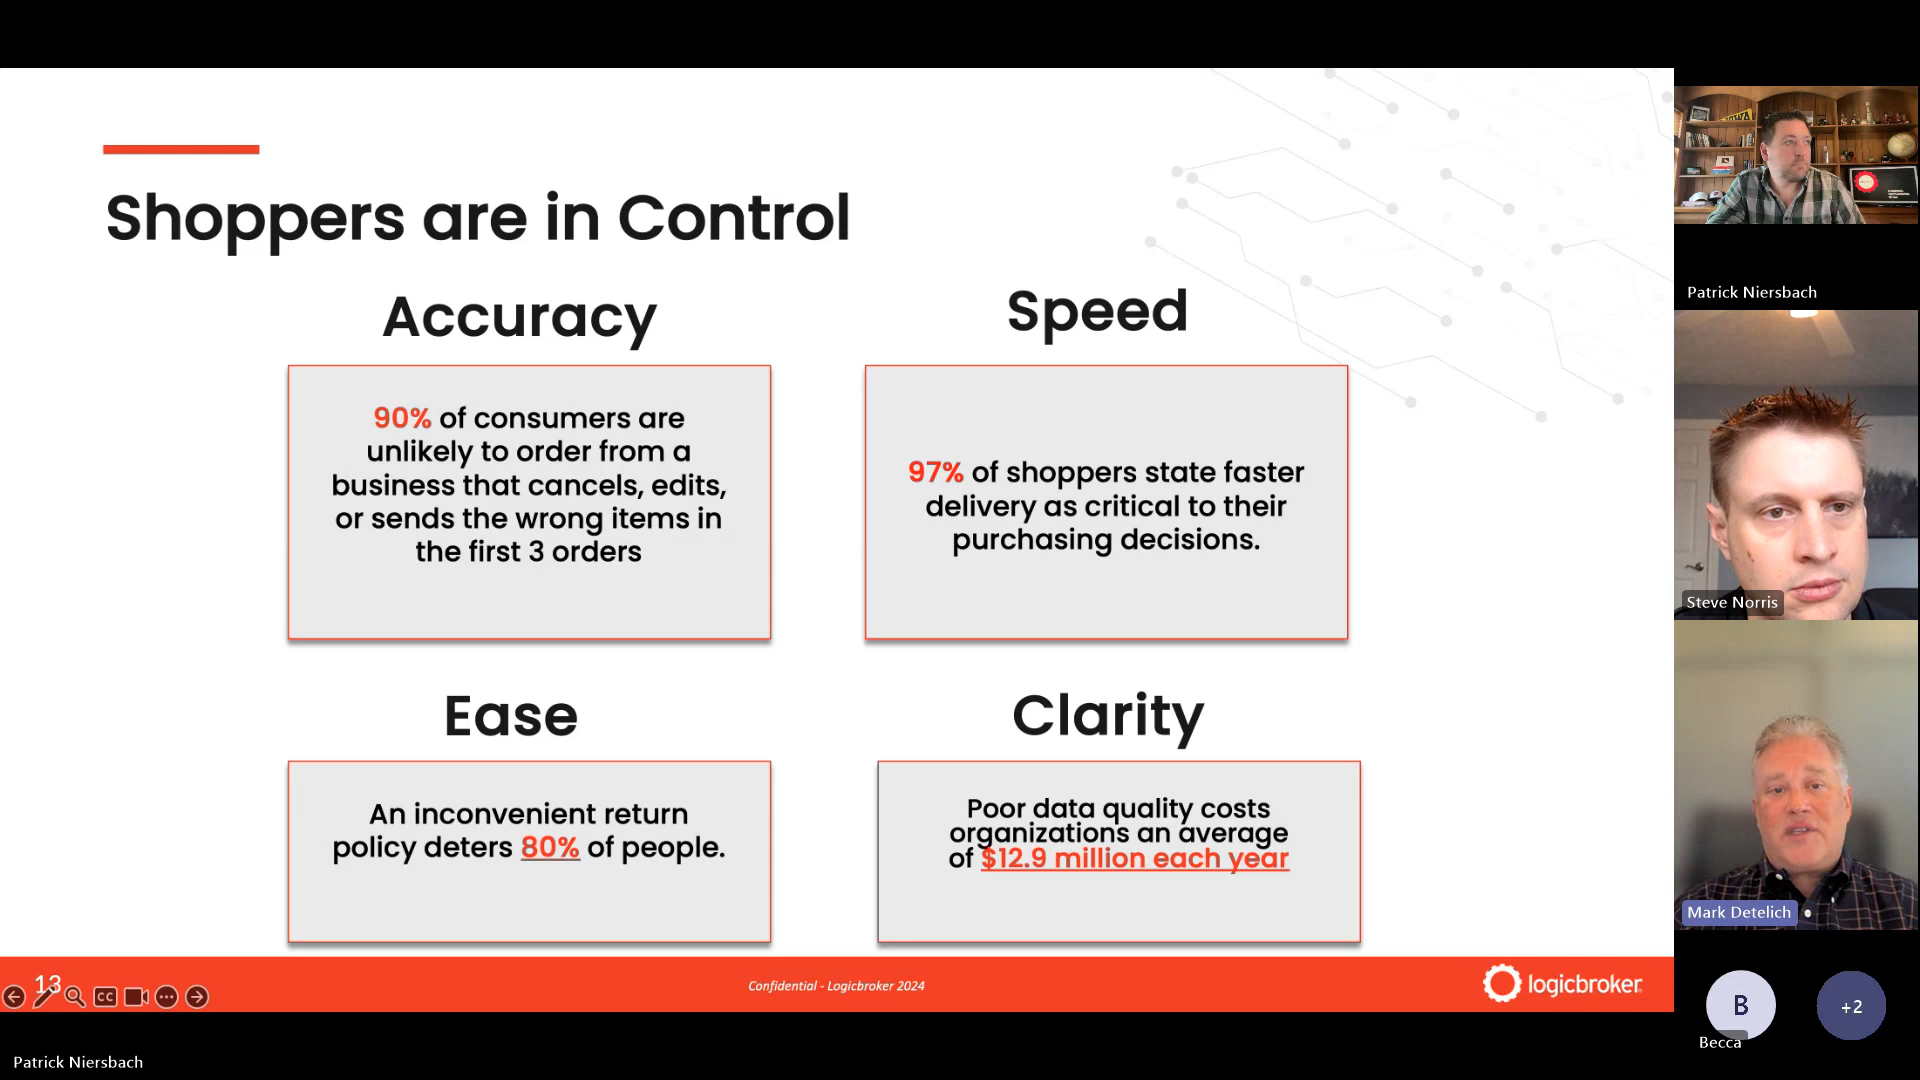 Shoppers are in Control
Accuracy
90% of consumers are
unlikely to order from a
business that cancels, edits,
or sends the wrong items in
the first 3 orders
Speed
97% of shoppers state faster
delivery as critical to their
purchasing decisions.
Ease
An inconvenient return
policy deters 80% of people.
Clarity
Poor data quality costs
organizations an average
of $12.9 million each year
13
CC
Confidential - Logicbroker 2024
logicbroker
Patrick Niersbach
Patrick Niersbach
Steve Norris
Mark Detelich
B
Becca
+2